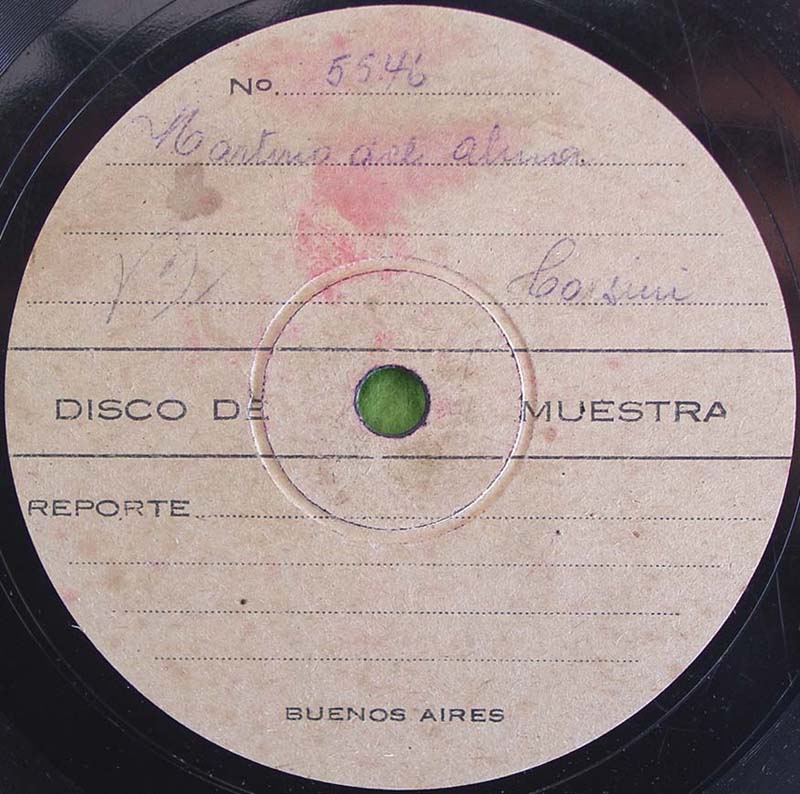 No. 5546
Martirio del alma
Corsini
DISCO DE MUESTRA
REPORTE
BUENOS AIRES